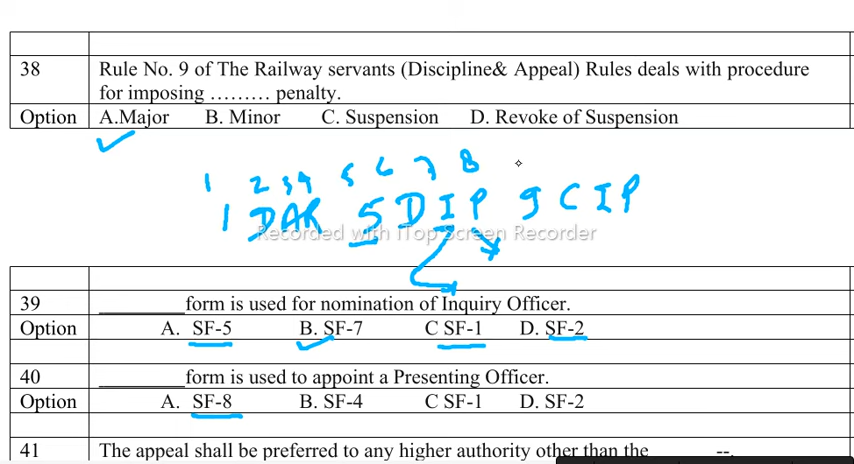 38 Rule No. 9 of The Railway servants (Discipline& Appeal) Rules deals with procedure
for imposing ……… penalty.
Option A.Major B. Minor C. Suspension D. Revoke of Suspension
1 2 3 4 5 6 7 8
1 DAR 5 D I P 9 C I P
Recorded with iTop Screen Recorder
39 _________form is used for nomination of Inquiry Officer.
Option A. SF-5 B. SF-7 C SF-1 D. SF-2
40 _________form is used to appoint a Presenting Officer.
Option A. SF-8 B. SF-4 C SF-1 D. SF-2
41 The appeal shall be preferred to any higher authority other than the _______--.